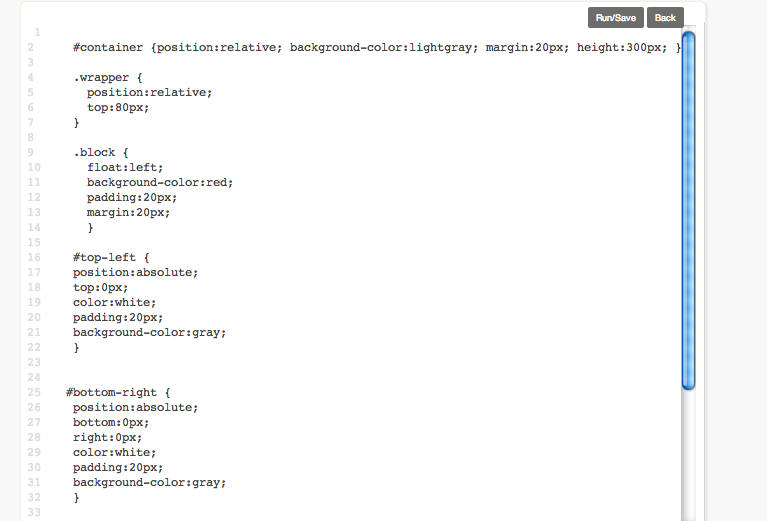 Run/Save Back
1
2 #container {position:relative; background-color:lightgray; margin:20px; height:300px; }
3
4 .wrapper {
5 position:relative;
6 top:80px;
7 }
8
9 .block {
10 float:left;
11 background-color:red;
12 padding:20px;
13 margin:20px;
14 }
15
16 #top-left {
17 position:absolute;
18 top:0px;
19 color:white;
20 padding:20px;
21 background-color:gray;
22 }
23
24
25 #bottom-right {
26 position:absolute;
27 bottom:0px;
28 right:0px;
29 color:white;
30 padding:20px;
31 background-color:gray;
32 }
33